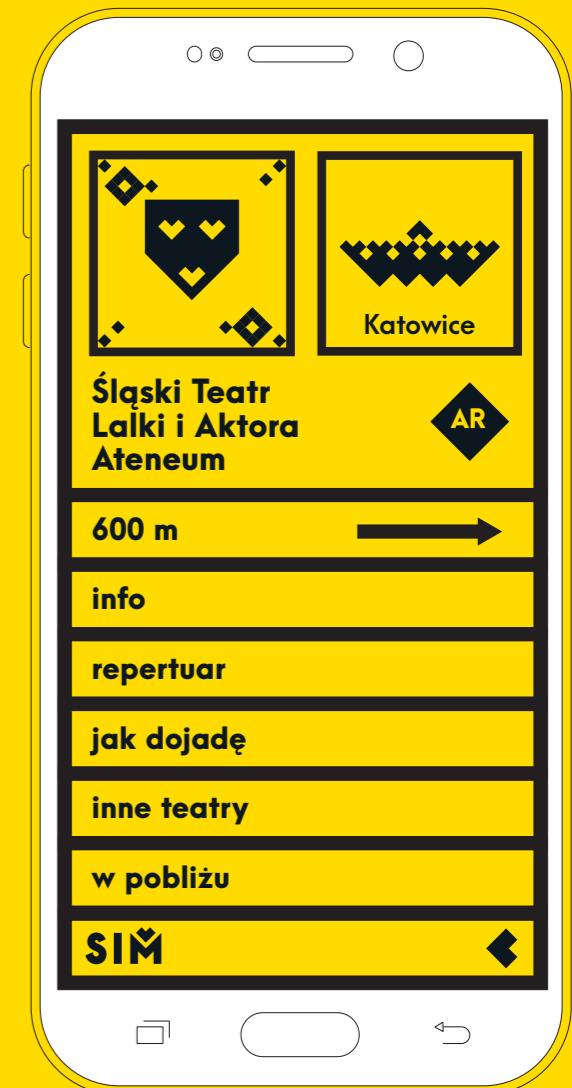 Katowice
Śląski Teatr
Lalki i Aktora
Ateneum
AR
600 m
info
repertuar
jak dojadę
inne teatry
w pobliżu
SIM